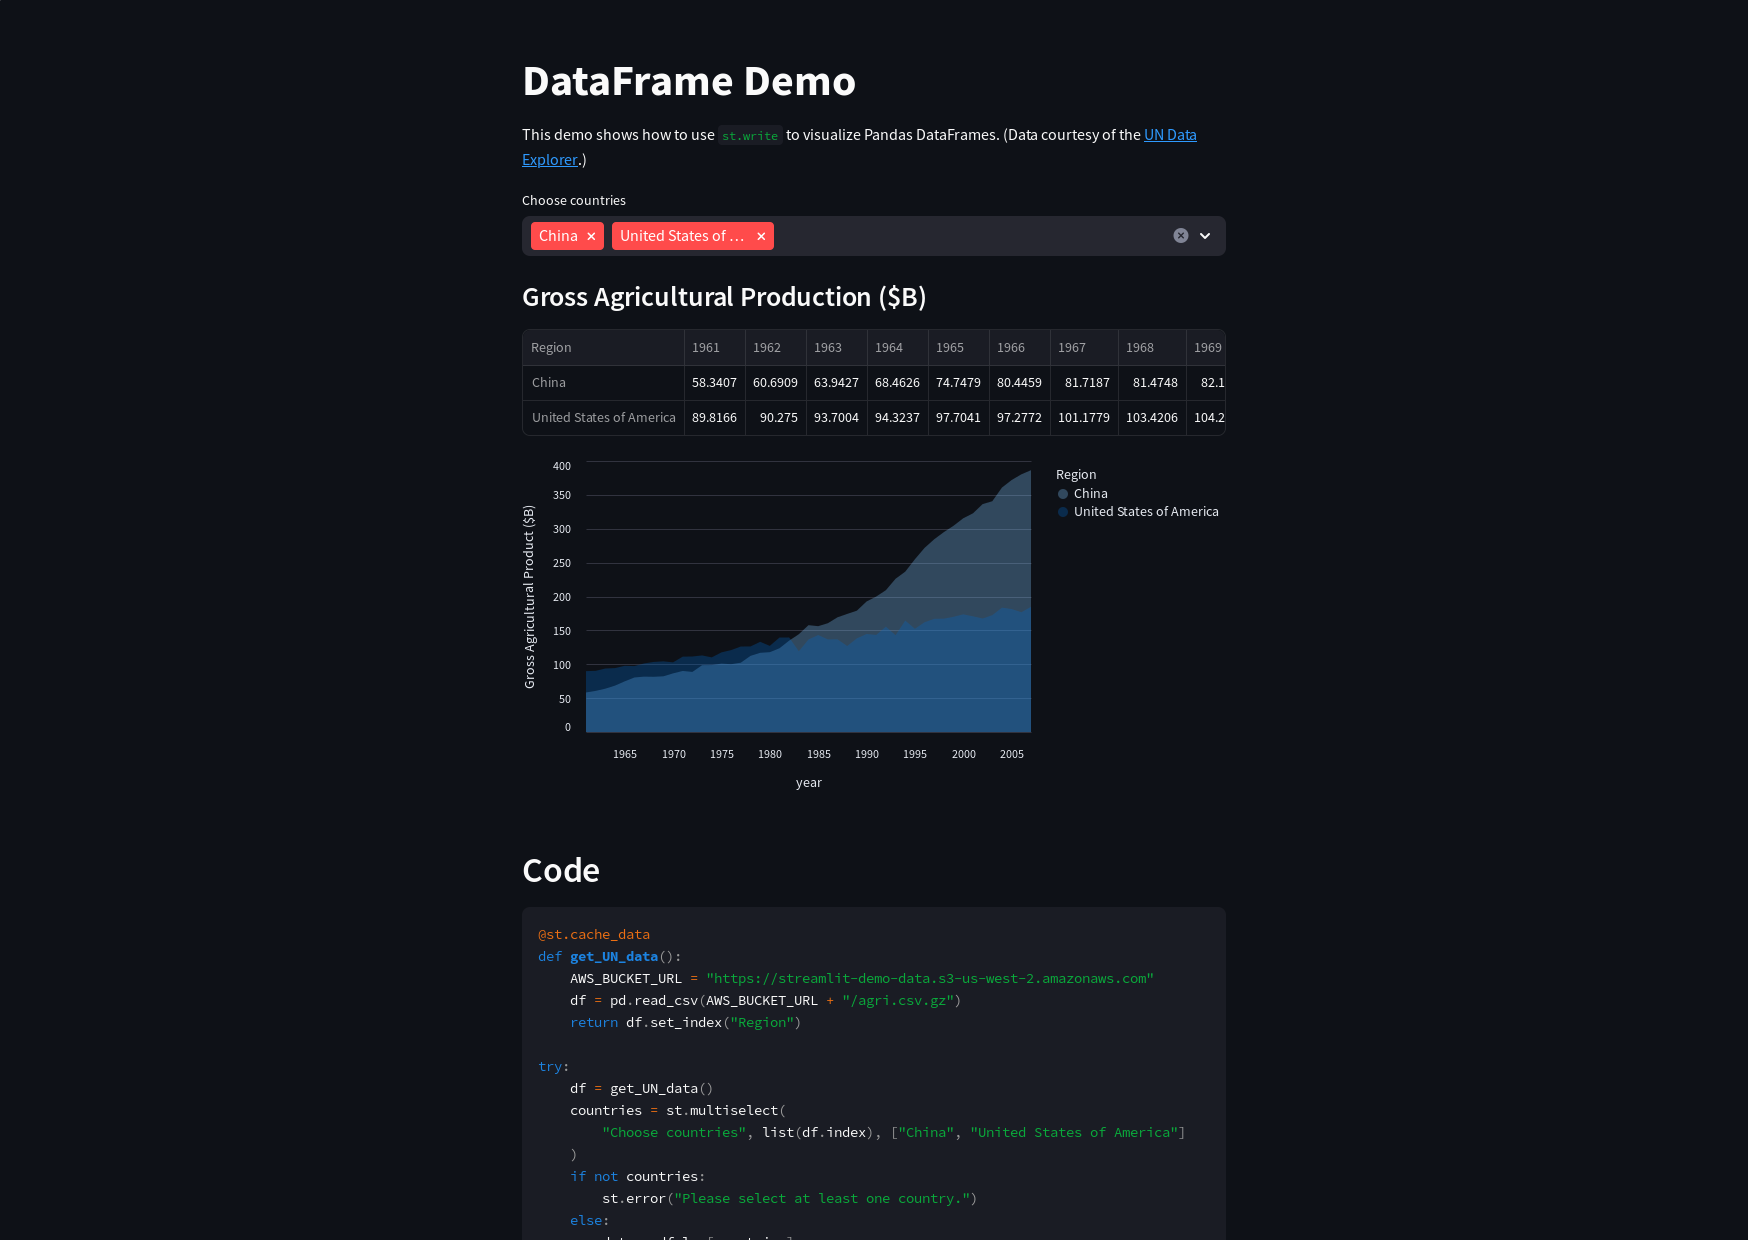 DataFrame Demo
This demo shows how to use st.write to visualize Pandas DataFrames. (Data courtesy of the UN Data
Explorer.)
Choose countries
China
United States of …
Gross Agricultural Production ($B)
Region 1961 1962 1963 1964 1965 1966 1967 1968 1969
China 58.3407 60.6909 63.9427 68.4626 74.7479 80.4459 81.7187 81.4748 82.1
United States of America 89.8166 90.275 93.7004 94.3237 97.7041 97.2772 101.1779 103.4206 104.2
Gross Agricultural Product ($B)
400
350
300
250
200
150
100
50
0
1965 1970 1975 1980 1985 1990 1995 2000 2005
year
Region
China
United States of America
Code
@st.cache_data
def get_UN_data():
    AWS_BUCKET_URL = "https://streamlit-demo-data.s3-us-west-2.amazonaws.com"
    df = pd.read_csv(AWS_BUCKET_URL + "/agri.csv.gz")
    return df.set_index("Region")
try:
    df = get_UN_data()
    countries = st.multiselect(
        "Choose countries", list(df.index), ["China", "United States of America"]
    )
    if not countries:
        st.error("Please select at least one country.")
    else: